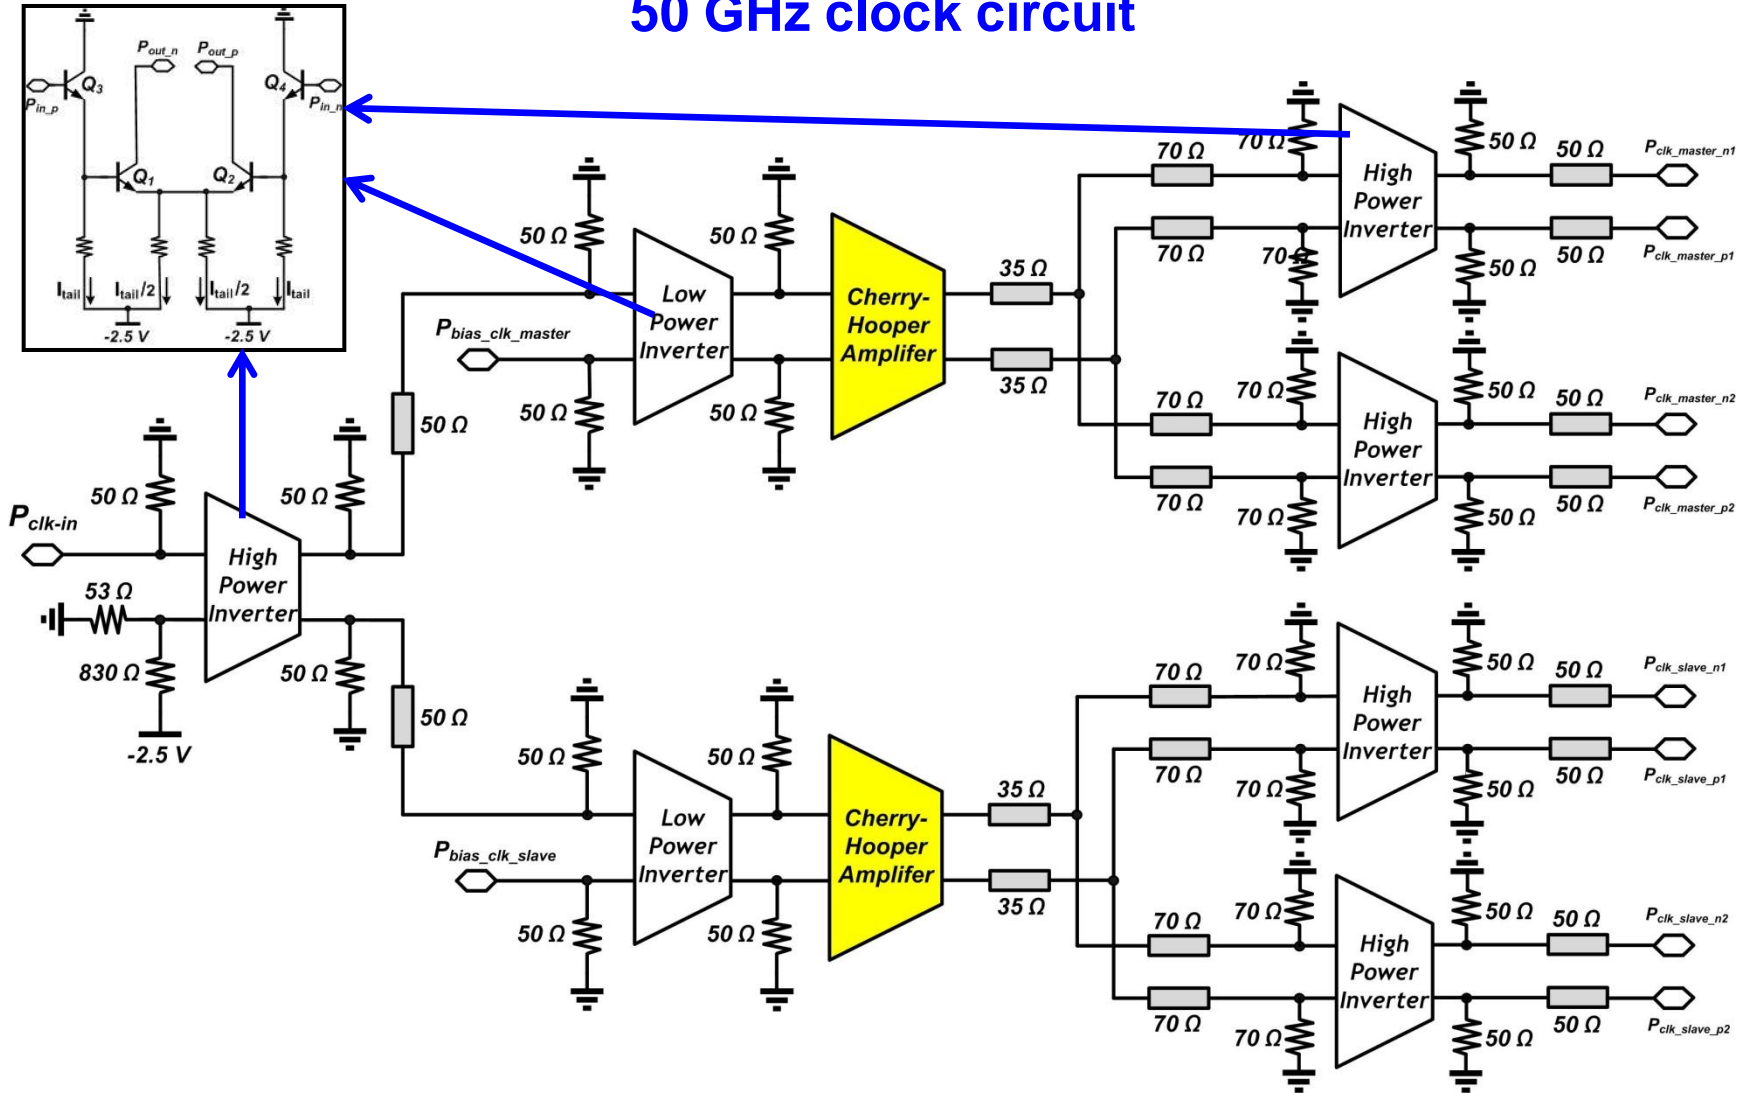 50 GHz clock circuit
Pout_n
Pout_p
Q3
Q4
Pin_p
Pin_n
Q1
Q2
Itail
Itail/2
Itail/2
Itail
-2.5 V
-2.5 V
Pclk-in
50 Ω
50 Ω
53 Ω
830 Ω
-2.5 V
High
Power
Inverter
50 Ω
50 Ω
50 Ω
50 Ω
50 Ω
Pbias_clk_master
50 Ω
Low
Power
Inverter
50 Ω
50 Ω
Cherry-
Hooper
Amplifer
35 Ω
35 Ω
70 Ω
70 Ω
70 Ω
70 Ω
High
Power
Inverter
50 Ω
50 Ω
50 Ω
50 Ω
Pclk_master_n1
Pclk_master_p1
70 Ω
70 Ω
70 Ω
70 Ω
High
Power
Inverter
50 Ω
50 Ω
50 Ω
50 Ω
Pclk_master_n2
Pclk_master_p2
50 Ω
Pbias_clk_slave
50 Ω
Low
Power
Inverter
50 Ω
50 Ω
Cherry-
Hooper
Amplifer
35 Ω
35 Ω
70 Ω
70 Ω
70 Ω
70 Ω
High
Power
Inverter
50 Ω
50 Ω
50 Ω
50 Ω
Pclk_slave_n1
Pclk_slave_p1
70 Ω
70 Ω
70 Ω
70 Ω
High
Power
Inverter
50 Ω
50 Ω
50 Ω
50 Ω
Pclk_slave_n2
Pclk_slave_p2